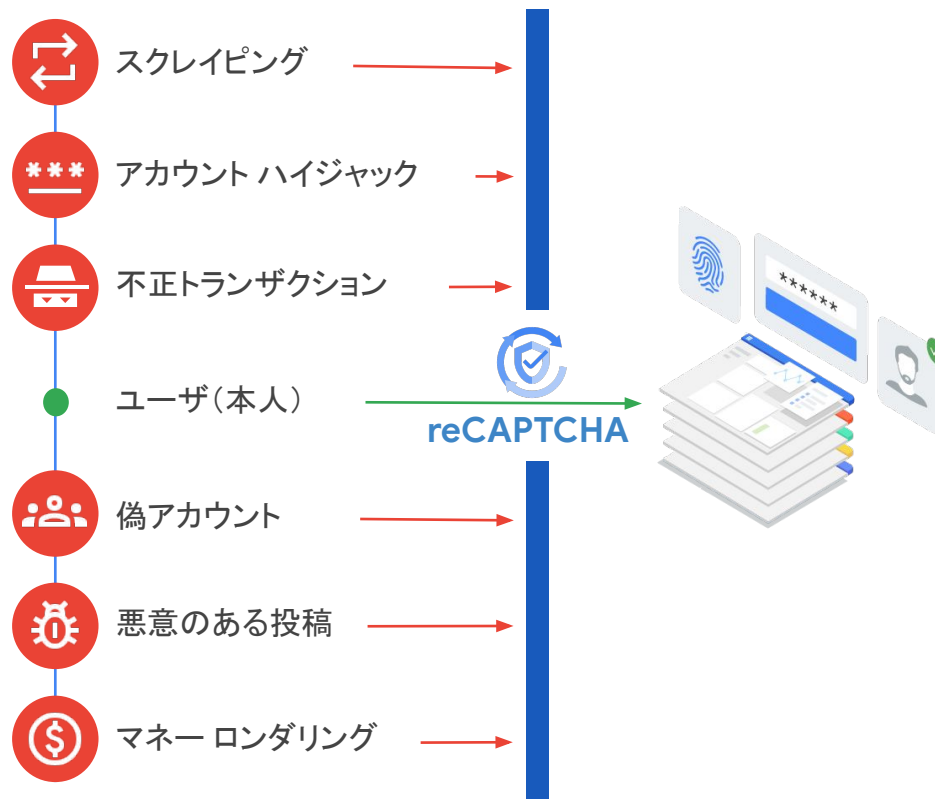 スクレイピング
***
アカウント ハイジャック
不正トランザクション
ユーザ（本人）
reCAPTCHA
******
偽アカウント
悪意のある投稿
$
マネー ロンダリング